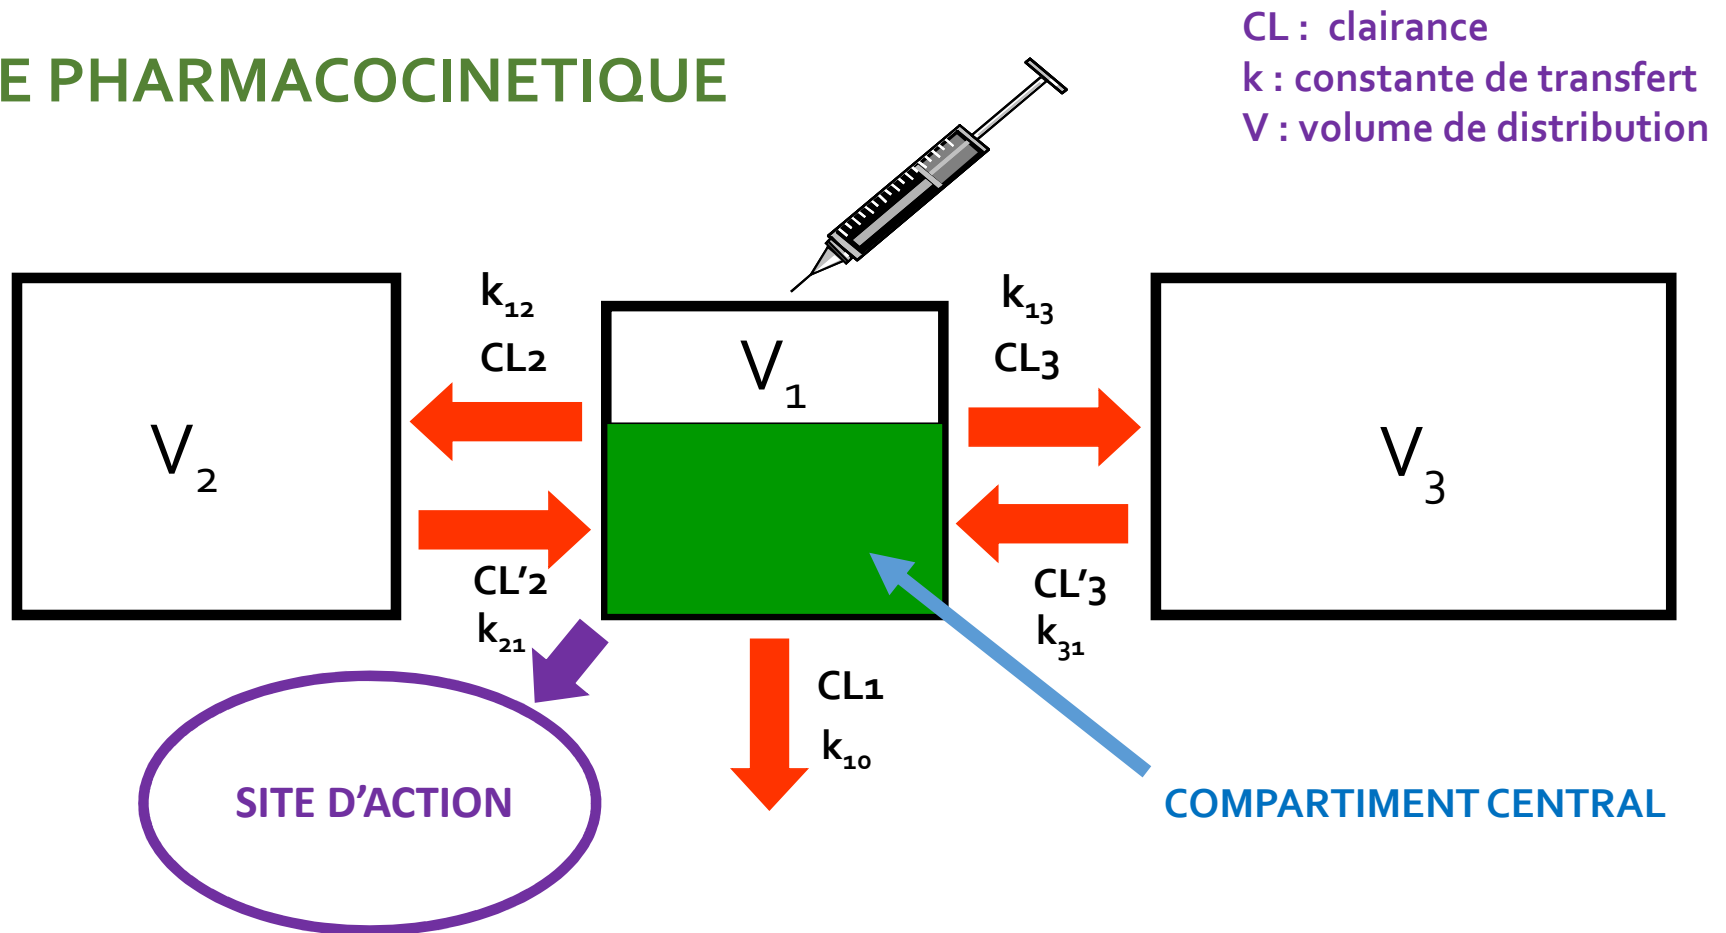 E PHARMACOCINETIQUE
CL : clairance
k : constante de transfert
V : volume de distribution
k₁₂
CL2
V₁
k₁₃
CL3
V₂
V₃
CL'2
k₂₁
CL'3
k₃₁
CL1
k₁₀
SITE D'ACTION
COMPARTIMENT CENTRAL